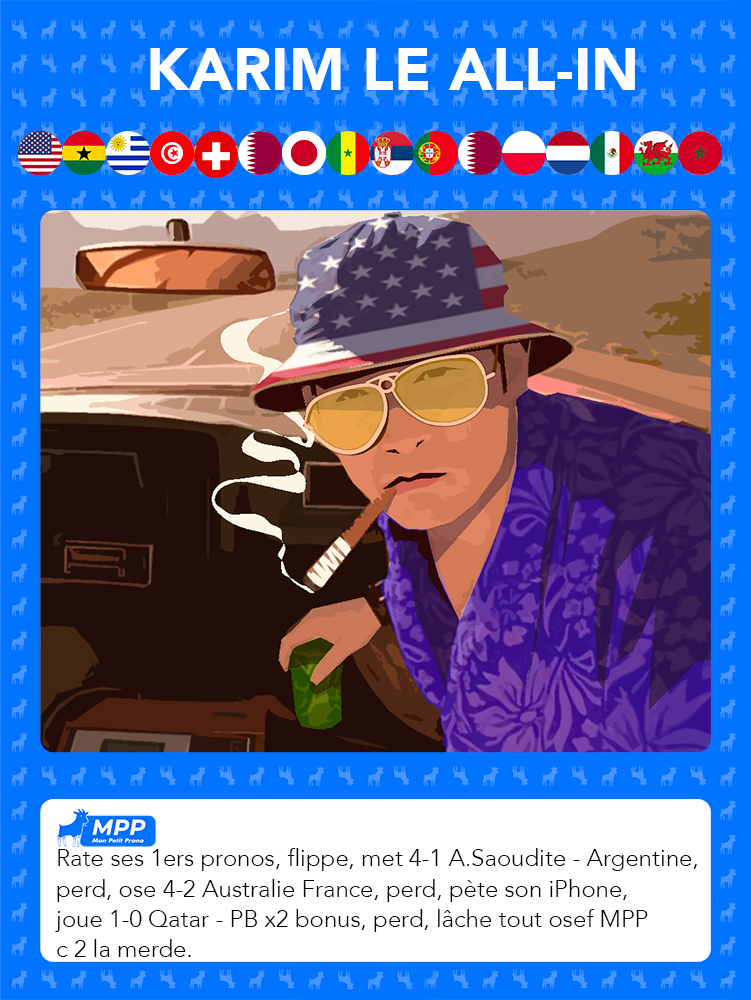 KARIM LE ALL-IN
MPP
Mon Petit Prono
Rate ses 1ers pronos, flippe, met 4-1 A.Saoudite - Argentine,
perd, ose 4-2 Australie France, perd, pète son iPhone,
joue 1-0 Qatar - PB x2 bonus, perd, lâche tout osef MPP
c 2 la merde.